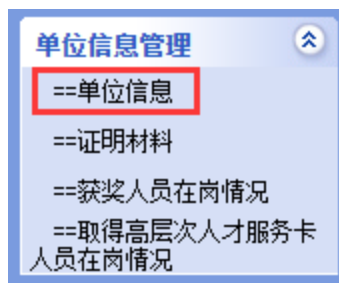 单位信息管理
==单位信息
==证明材料
==获奖人员在岗情况
==取得高层次人才服务卡
人员在岗情况